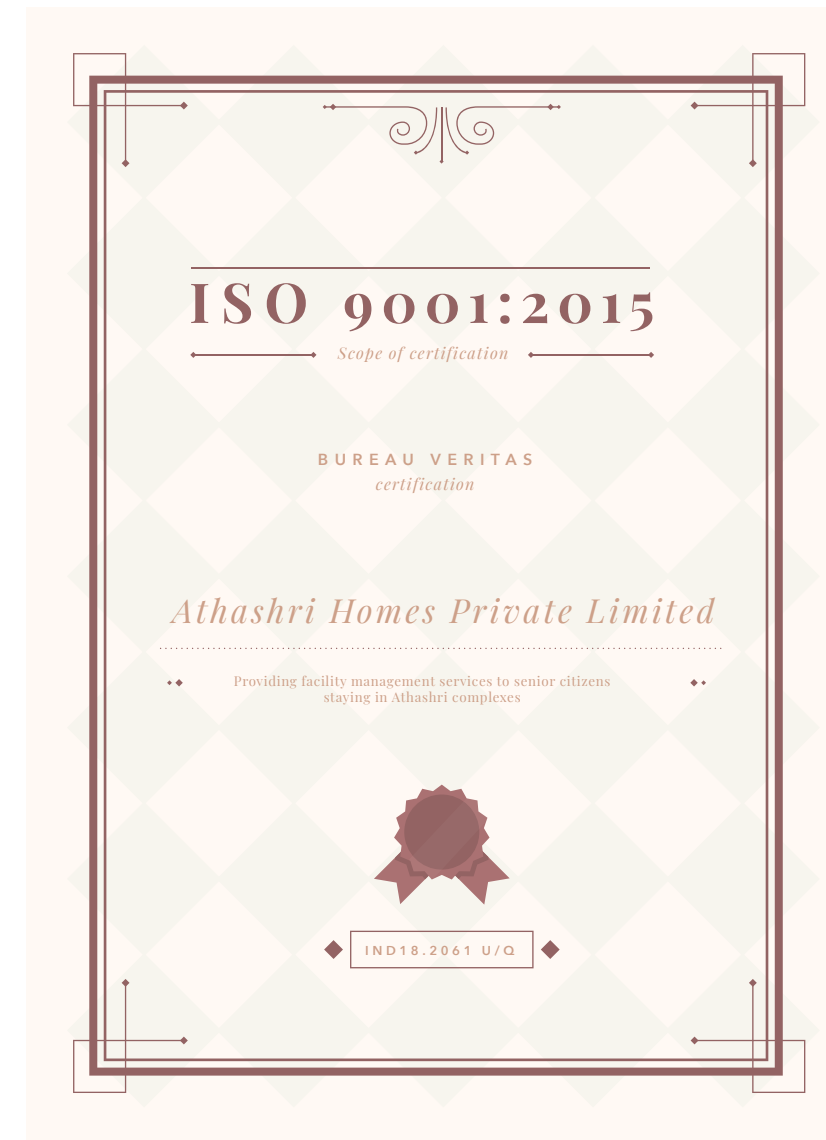 ISO 9001:2015
Scope of certification
BUREAU VERITAS
certification
Athashri Homes Private Limited
Providing facility management services to senior citizens
staying in Athashri complexes
IND18.2061 U/Q